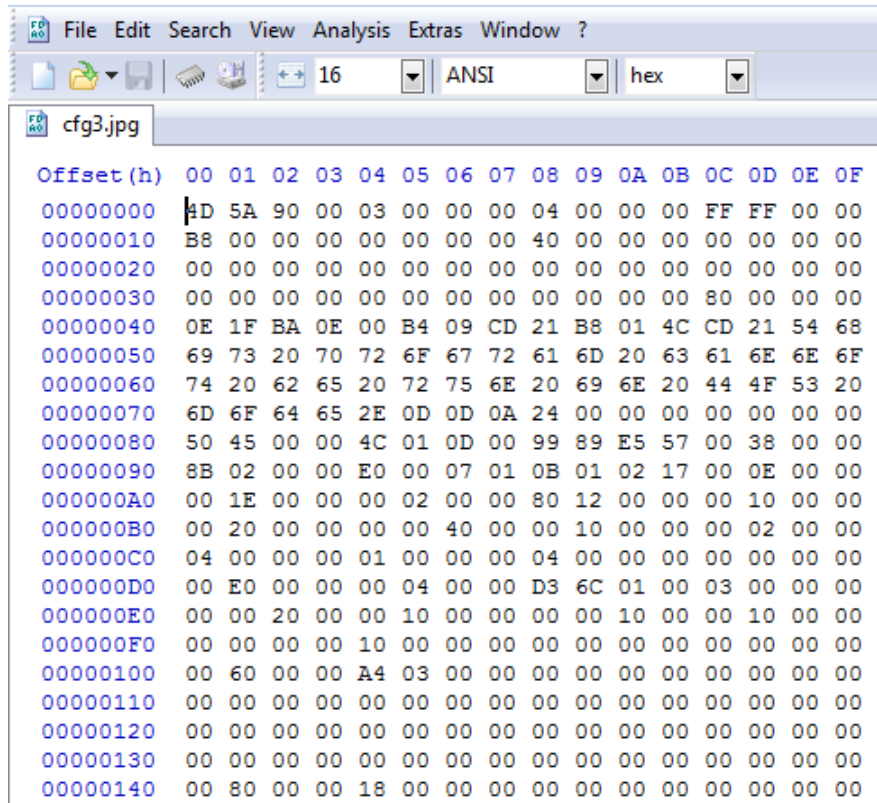 File Edit Search View Analysis Extras Window ?
16 ANSI hex
cfg3.jpg
Offset(h) 00 01 02 03 04 05 06 07 08 09 0A 0B 0C 0D 0E 0F
00000000 4D 5A 90 00 03 00 00 00 04 00 00 00 FF FF 00 00
00000010 B8 00 00 00 00 00 00 00 40 00 00 00 00 00 00 00
00000020 00 00 00 00 00 00 00 00 00 00 00 00 00 00 00 00
00000030 00 00 00 00 00 00 00 00 00 00 00 00 80 00 00 00
00000040 0E 1F BA 0E 00 B4 09 CD 21 B8 01 4C CD 21 54 68
00000050 69 73 20 70 72 6F 67 72 61 6D 20 63 61 6E 6E 6F
00000060 74 20 62 65 20 72 75 6E 20 69 6E 20 44 4F 53 20
00000070 6D 6F 64 65 2E 0D 0D 0A 24 00 00 00 00 00 00 00
00000080 50 45 00 00 4C 01 0D 00 99 89 E5 57 00 38 00 00
00000090 8B 02 00 00 E0 00 07 01 0B 01 02 17 00 0E 00 00
000000A0 00 1E 00 00 00 02 00 00 80 12 00 00 00 10 00 00
000000B0 00 20 00 00 00 00 40 00 00 10 00 00 00 02 00 00
000000C0 04 00 00 00 01 00 00 00 04 00 00 00 00 00 00 00
000000D0 00 E0 00 00 00 04 00 00 D3 6C 01 00 03 00 00 00
000000E0 00 00 20 00 00 10 00 00 00 00 10 00 00 10 00 00
000000F0 00 00 00 00 10 00 00 00 00 00 00 00 00 00 00 00
00000100 00 60 00 00 A4 03 00 00 00 00 00 00 00 00 00 00
00000110 00 00 00 00 00 00 00 00 00 00 00 00 00 00 00 00
00000120 00 00 00 00 00 00 00 00 00 00 00 00 00 00 00 00
00000130 00 00 00 00 00 00 00 00 00 00 00 00 00 00 00 00
00000140 00 80 00 00 18 00 00 00 00 00 00 00 00 00 00 00